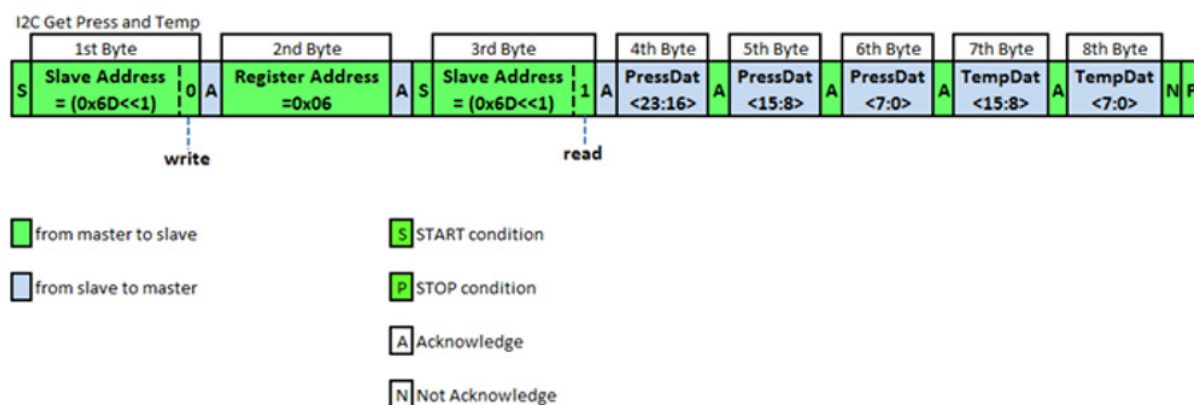 I2C Get Press and Temp
1st Byte 2nd Byte 3rd Byte 4th Byte 5th Byte 6th Byte 7th Byte 8th Byte
S Slave Address 0 A Register Address A S Slave Address 1 A PressDat A PressDat A PressDat A TempDat A TempDat N P
= (0x6D<<1) =0x06 = (0x6D<<1) <23:16> <15:8> <7:0> <15:8> <7:0>
write read
from master to slave S START condition
from slave to master P STOP condition
A Acknowledge
N Not Acknowledge